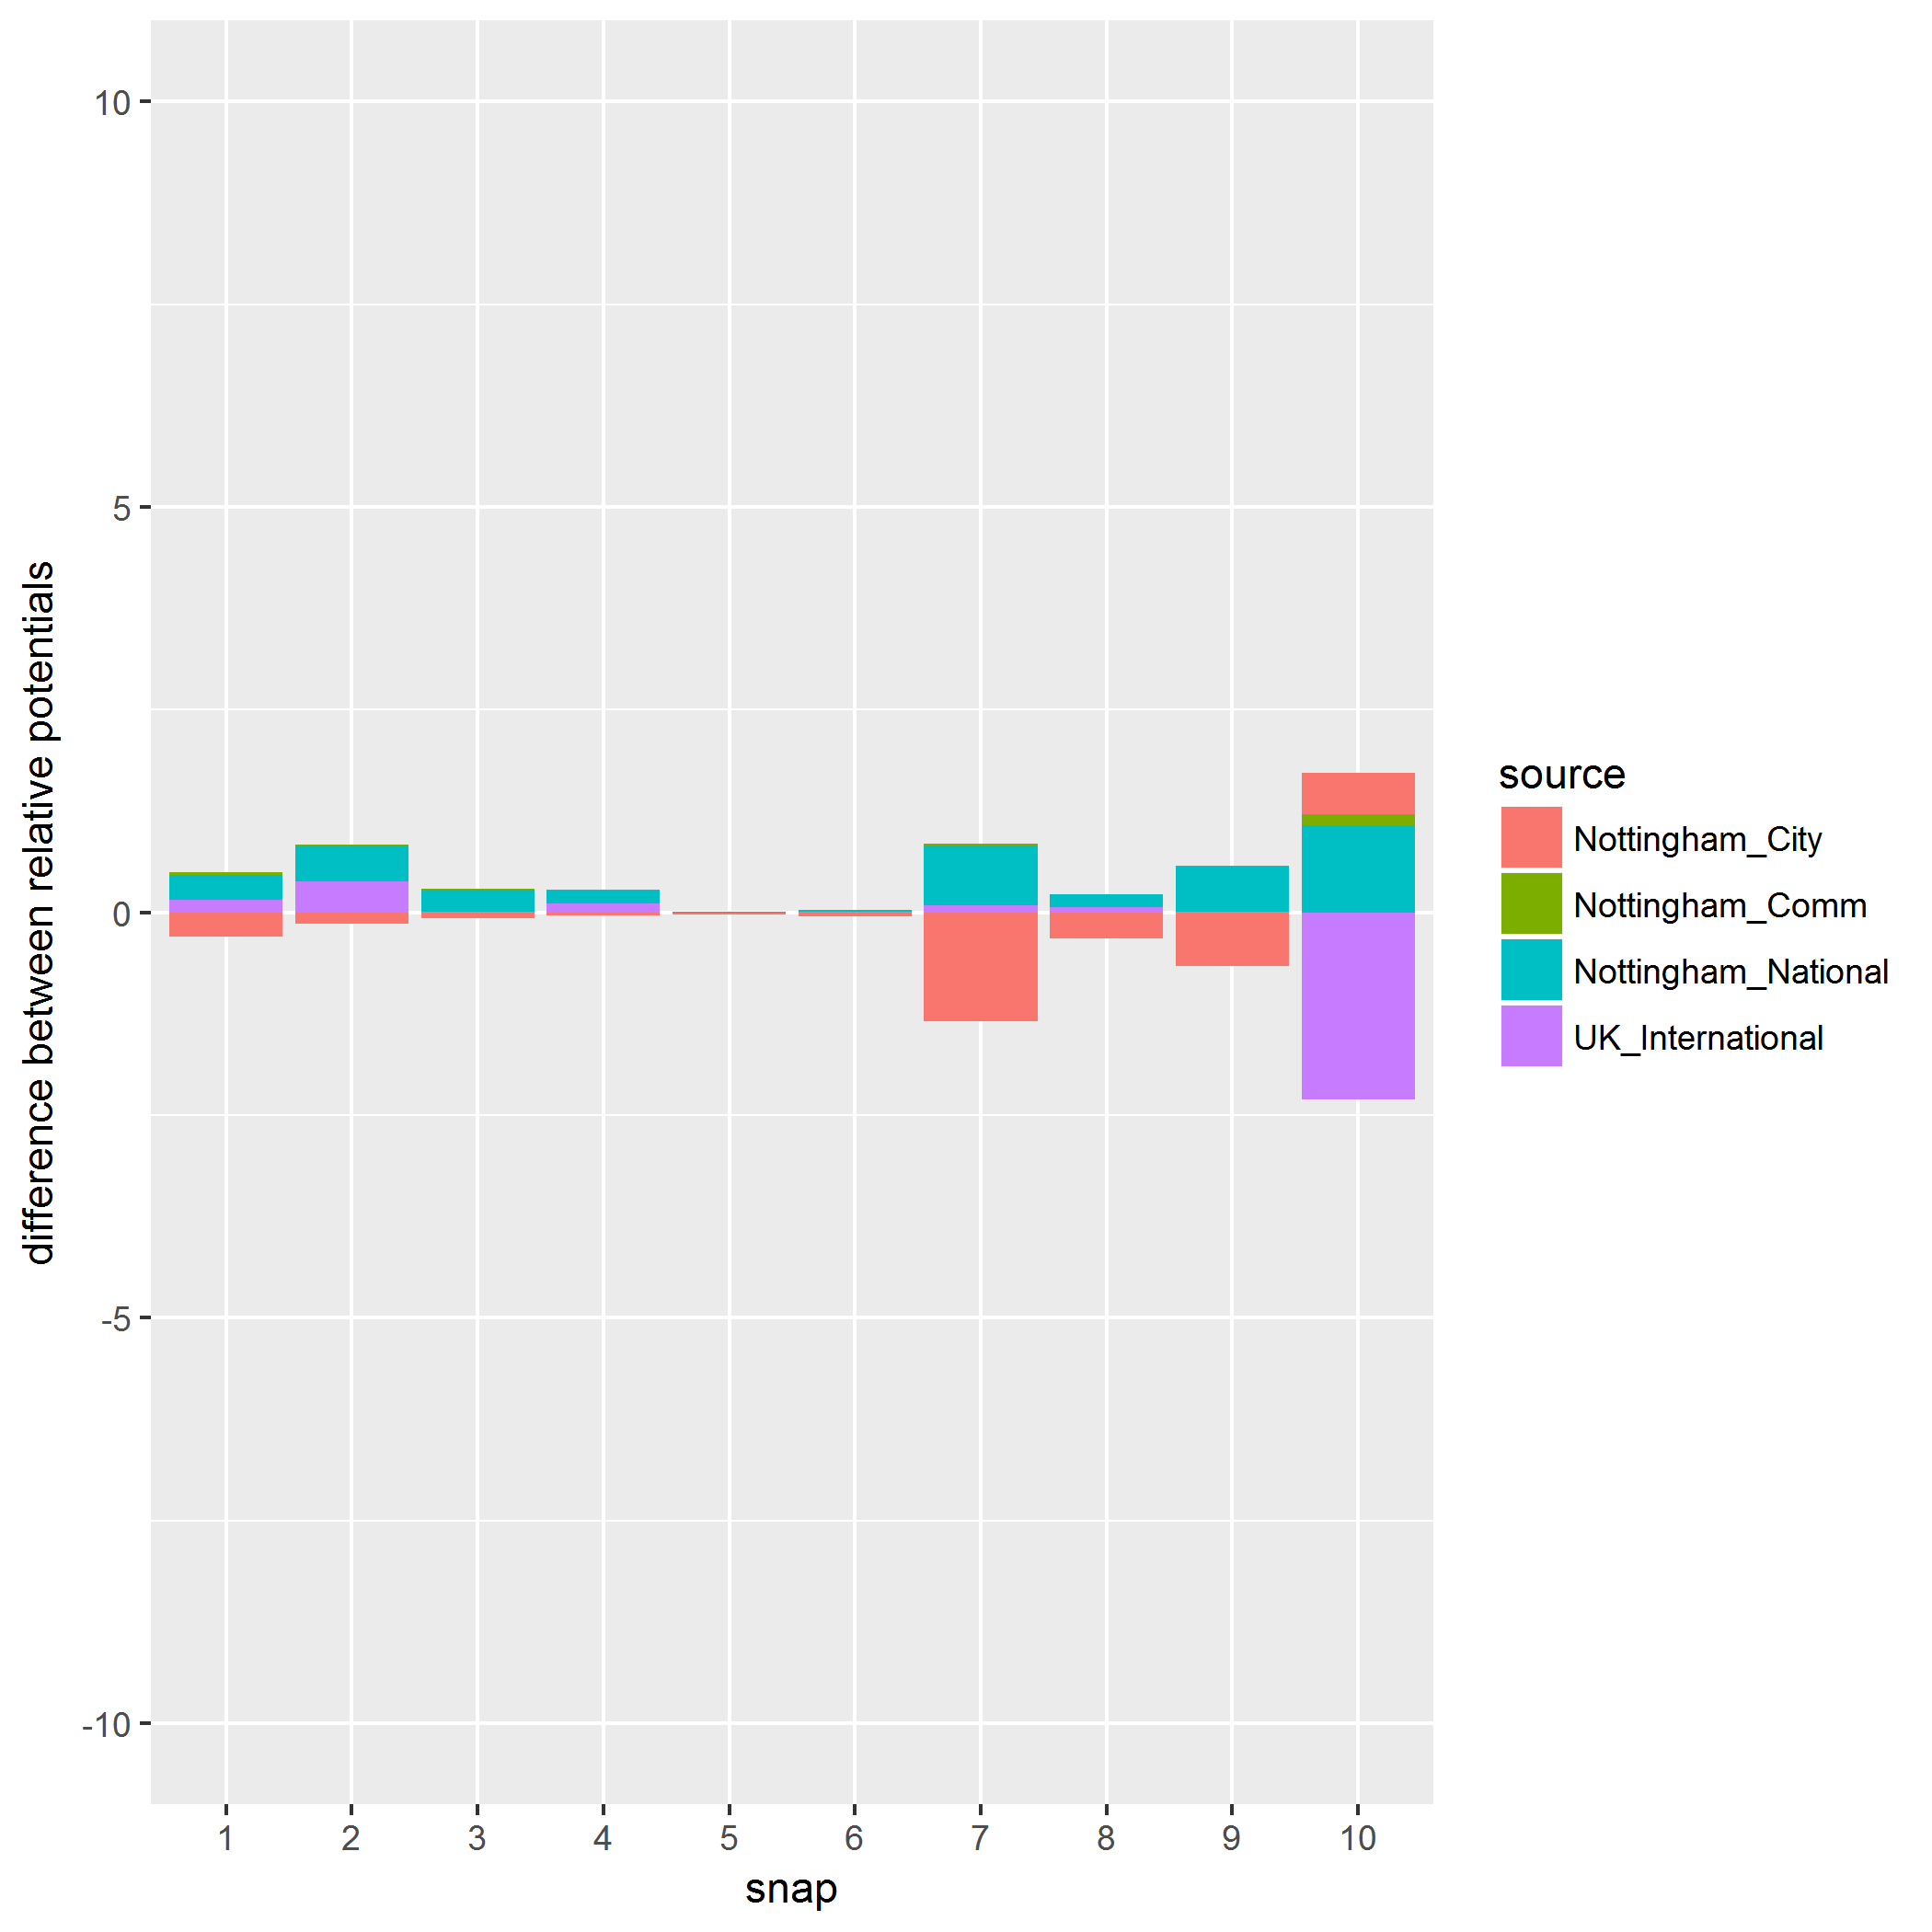 difference between relative potentials
10
5
0
-5
-10
1 2 3 4 5 6 7 8 9 10
snap
source
Nottingham_City
Nottingham_Comm
Nottingham_National
UK_International